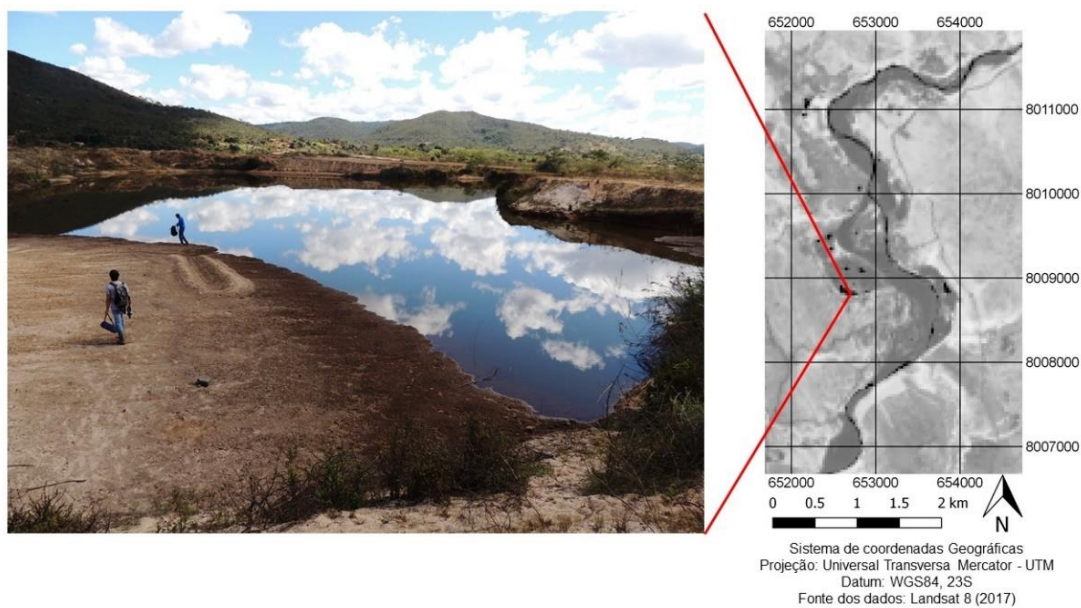 652000 653000 654000
8011000
8010000
8009000
8008000
8007000
652000 653000 654000
0 0.5 1 1.5 2 km
N
Sistema de coordenadas Geográficas
Projeção: Universal Transversa Mercator - UTM
Datum: WGS84, 23S
Fonte dos dados: Landsat 8 (2017)